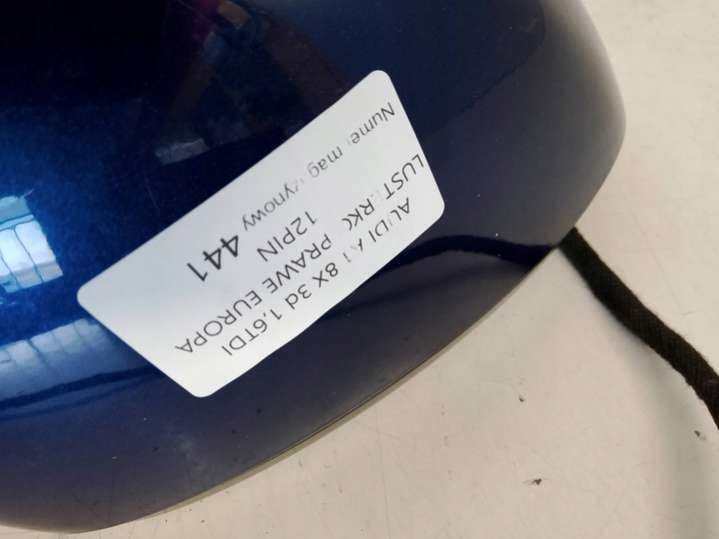 AUDI A1 8X 3d 1,6TDI
LUSTERKO PRAWE EUROPA
12PIN
Numer magazynowy 441